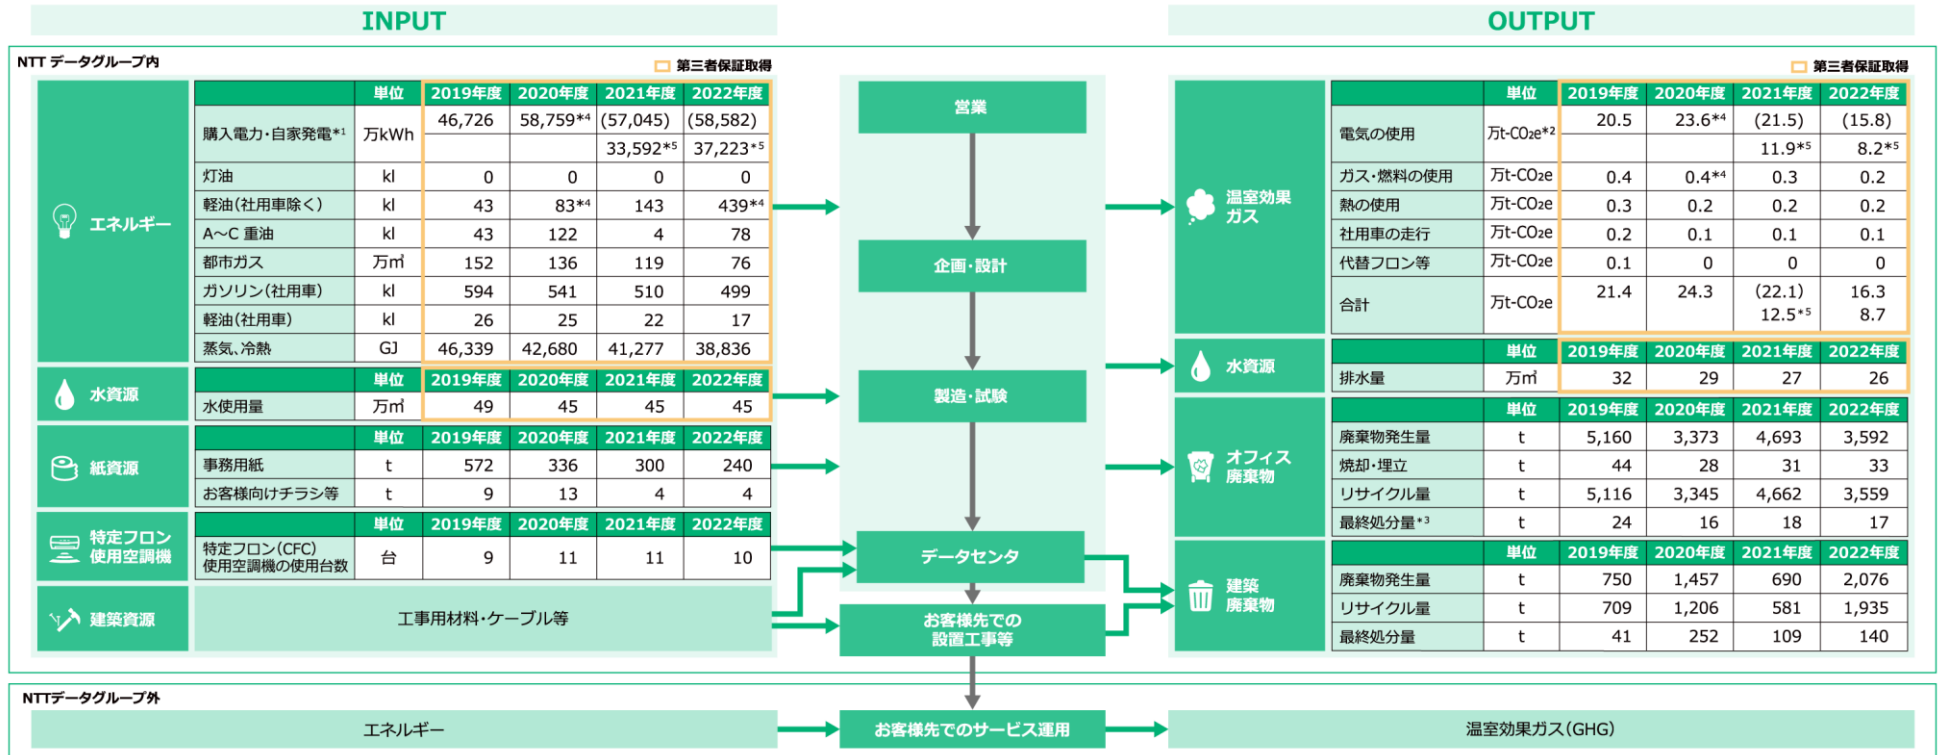 INPUT
OUTPUT
NTT データグループ内
第三者保証取得
エネルギー
単位 2019年度 2020年度 2021年度 2022年度
購入電力・自家発電*1 万kWh 46,726 58,759*4 (57,045) (58,582)
33,592*5 37,223*5
灯油 kl 0 0 0 0
軽油(社用車除く) kl 43 83*4 143 439*4
A〜C 重油 kl 43 122 4 78
都市ガス 万㎥ 152 136 119 76
ガソリン(社用車) kl 594 541 510 499
軽油(社用車) kl 26 25 22 17
蒸気、冷熱 GJ 46,339 42,680 41,277 38,836
水資源
単位 2019年度 2020年度 2021年度 2022年度
水使用量 万㎥ 49 45 45 45
紙資源
単位 2019年度 2020年度 2021年度 2022年度
事務用紙 t 572 336 300 240
お客様向けチラシ等 t 9 13 4 4
特定フロン
使用空調機
単位 2019年度 2020年度 2021年度 2022年度
特定フロン(CFC)
使用空調機の使用台数 台 9 11 11 10
建築資源
工事用材料・ケーブル等
営業
企画・設計
製造・試験
データセンタ
お客様先での
設置工事等
第三者保証取得
温室効果
ガス
単位 2019年度 2020年度 2021年度 2022年度
電気の使用 万t-CO₂e*2 20.5 23.6*4 (21.5) (15.8)
11.9*5 8.2*5
ガス・燃料の使用 万t-CO₂e 0.4 0.4*4 0.3 0.2
熱の使用 万t-CO₂e 0.3 0.2 0.2 0.2
社用車の走行 万t-CO₂e 0.2 0.1 0.1 0.1
代替フロン等 万t-CO₂e 0.1 0 0 0
合計 万t-CO₂e 21.4 24.3 (22.1) 16.3
12.5*5 8.7
水資源
単位 2019年度 2020年度 2021年度 2022年度
排水量 万㎥ 32 29 27 26
オフィス
廃棄物
単位 2019年度 2020年度 2021年度 2022年度
廃棄物発生量 t 5,160 3,373 4,693 3,592
焼却・埋立 t 44 28 31 33
リサイクル量 t 5,116 3,345 4,662 3,559
最終処分量*3 t 24 16 18 17
建築
廃棄物
単位 2019年度 2020年度 2021年度 2022年度
廃棄物発生量 t 750 1,457 690 2,076
リサイクル量 t 709 1,206 581 1,935
最終処分量 t 41 252 109 140
NTTデータグループ外
エネルギー
お客様先でのサービス運用
温室効果ガス(GHG)